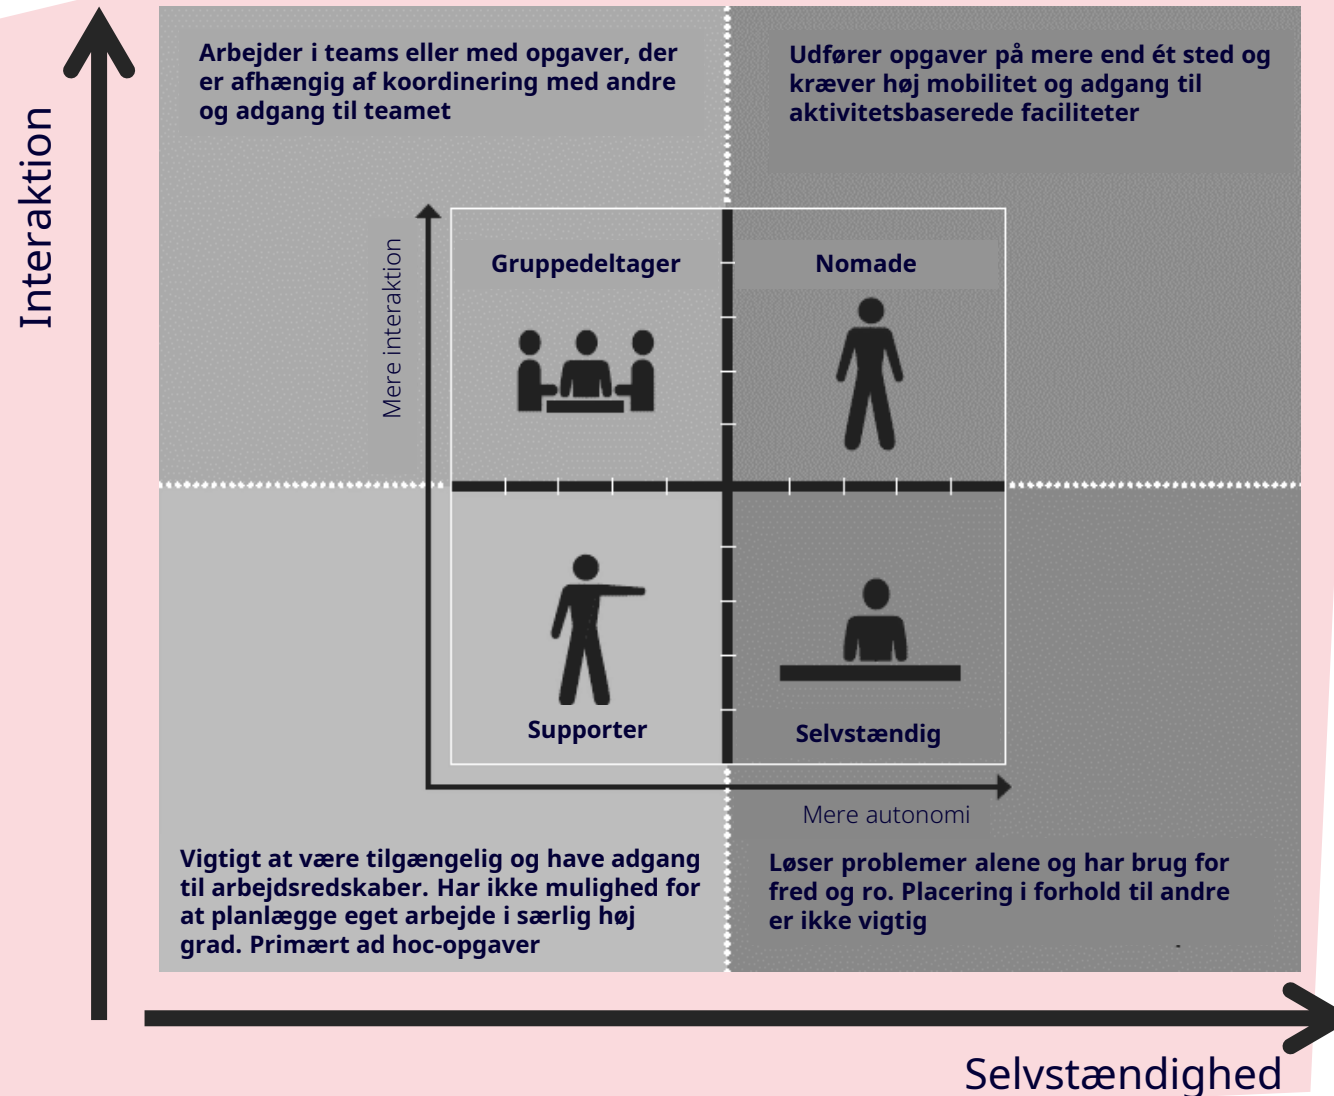 Interaktion
Arbejder i teams eller med opgaver, der
er afhængig af koordinering med andre
og adgang til teamet
Udfører opgaver på mere end ét sted og
kræver høj mobilitet og adgang til
aktivitetsbaserede faciliteter
Mere interaktion
Gruppedeltager
Nomade
Supporter
Selvstændig
Mere autonomi
Vigtigt at være tilgængelig og have adgang
til arbejdsredskaber. Har ikke mulighed for
at planlægge eget arbejde i særlig høj
grad. Primært ad hoc-opgaver
Løser problemer alene og har brug for
fred og ro. Placering i forhold til andre
er ikke vigtig
Selvstændighed